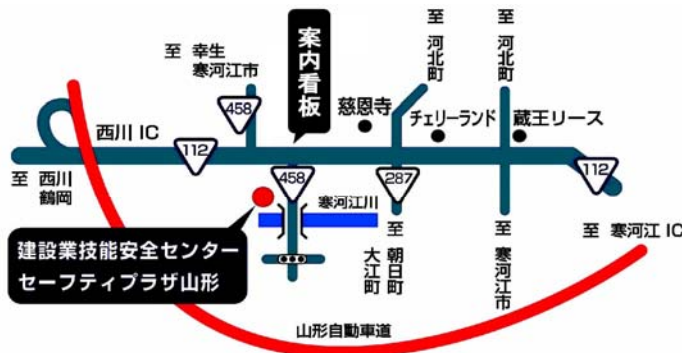 至 幸生
寒河江市
案内看板
至 河北町
至 河北町
458
慈恩寺
チェリーランド
蔵王リース
西川 IC
112
至 西川
鶴岡
458
寒河江川
287
112
建設業技能安全センター
セーフティプラザ山形
至 朝日町
大江町
至 寒河江市
至 寒河江 IC
山形自動車道